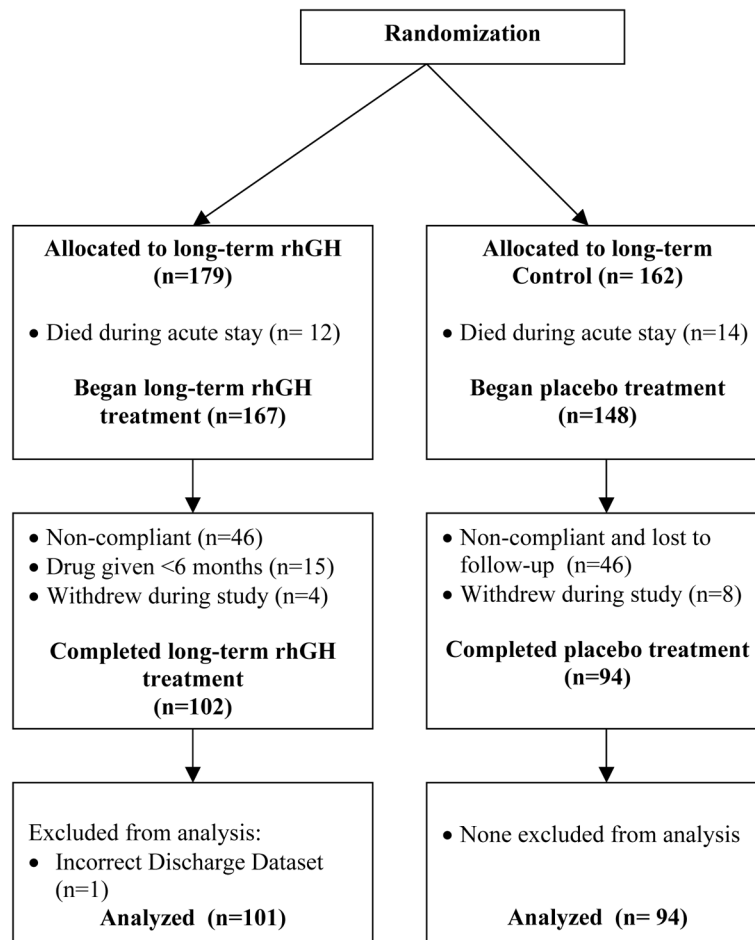 Randomization
Allocated to long-term rhGH
(n=179)
• Died during acute stay (n= 12)
Began long-term rhGH
treatment (n=167)
Allocated to long-term
Control (n= 162)
• Died during acute stay (n=14)
Began placebo treatment
(n=148)
• Non-compliant (n=46)
• Drug given <6 months (n=15)
• Withdrew during study (n=4)
Completed long-term rhGH
treatment
(n=102)
• Non-compliant and lost to
follow-up (n=46)
• Withdrew during study (n=8)
Completed placebo treatment
(n=94)
Excluded from analysis:
• Incorrect Discharge Dataset
(n=1)
Analyzed (n=101)
• None excluded from analysis
Analyzed (n= 94)